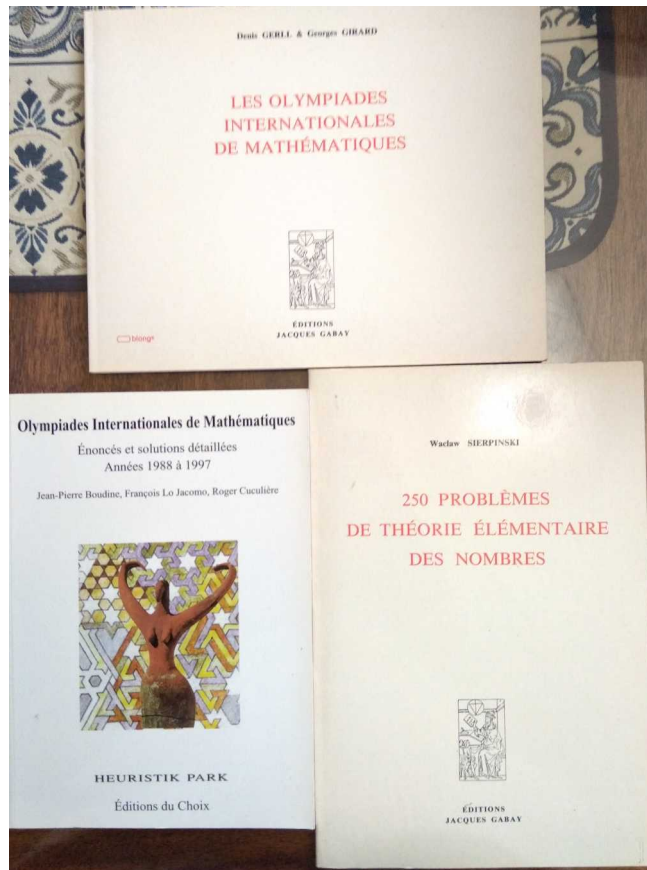 Denis GERLL & Georges GIRARD
LES OLYMPIADES
INTERNATIONALES
DE MATHÉMATIQUES
ÉDITIONS
JACQUES GABAY
Olympiades Internationales de Mathématiques
Énoncés et solutions détaillées
Années 1988 à 1997
Jean-Pierre Boudine, François Lo Jacomo, Roger Cuculière
HEURISTIK PARK
Éditions du Choix
Wacław SIERPINSKI
250 PROBLÈMES
DE THÉORIE ÉLÉMENTAIRE
DES NOMBRES
ÉDITIONS
JACQUES GABAY